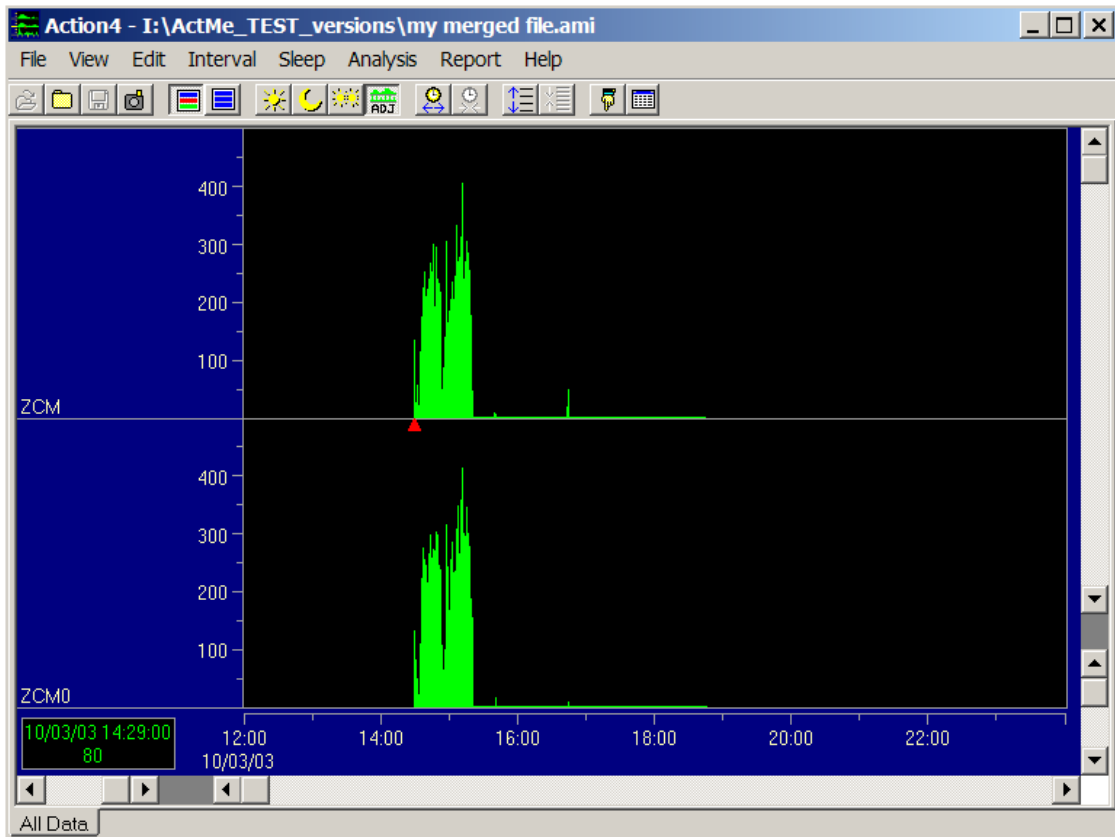 Action4 - I:\ActMe_TEST_versions\my merged file.ami
File View Edit Interval Sleep Analysis Report Help
ADJ
400
300
200
100
ZCM
400
300
200
100
ZCM0
10/03/03 14:29:00
80
12:00 14:00 16:00 18:00 20:00 22:00
10/03/03
All Data